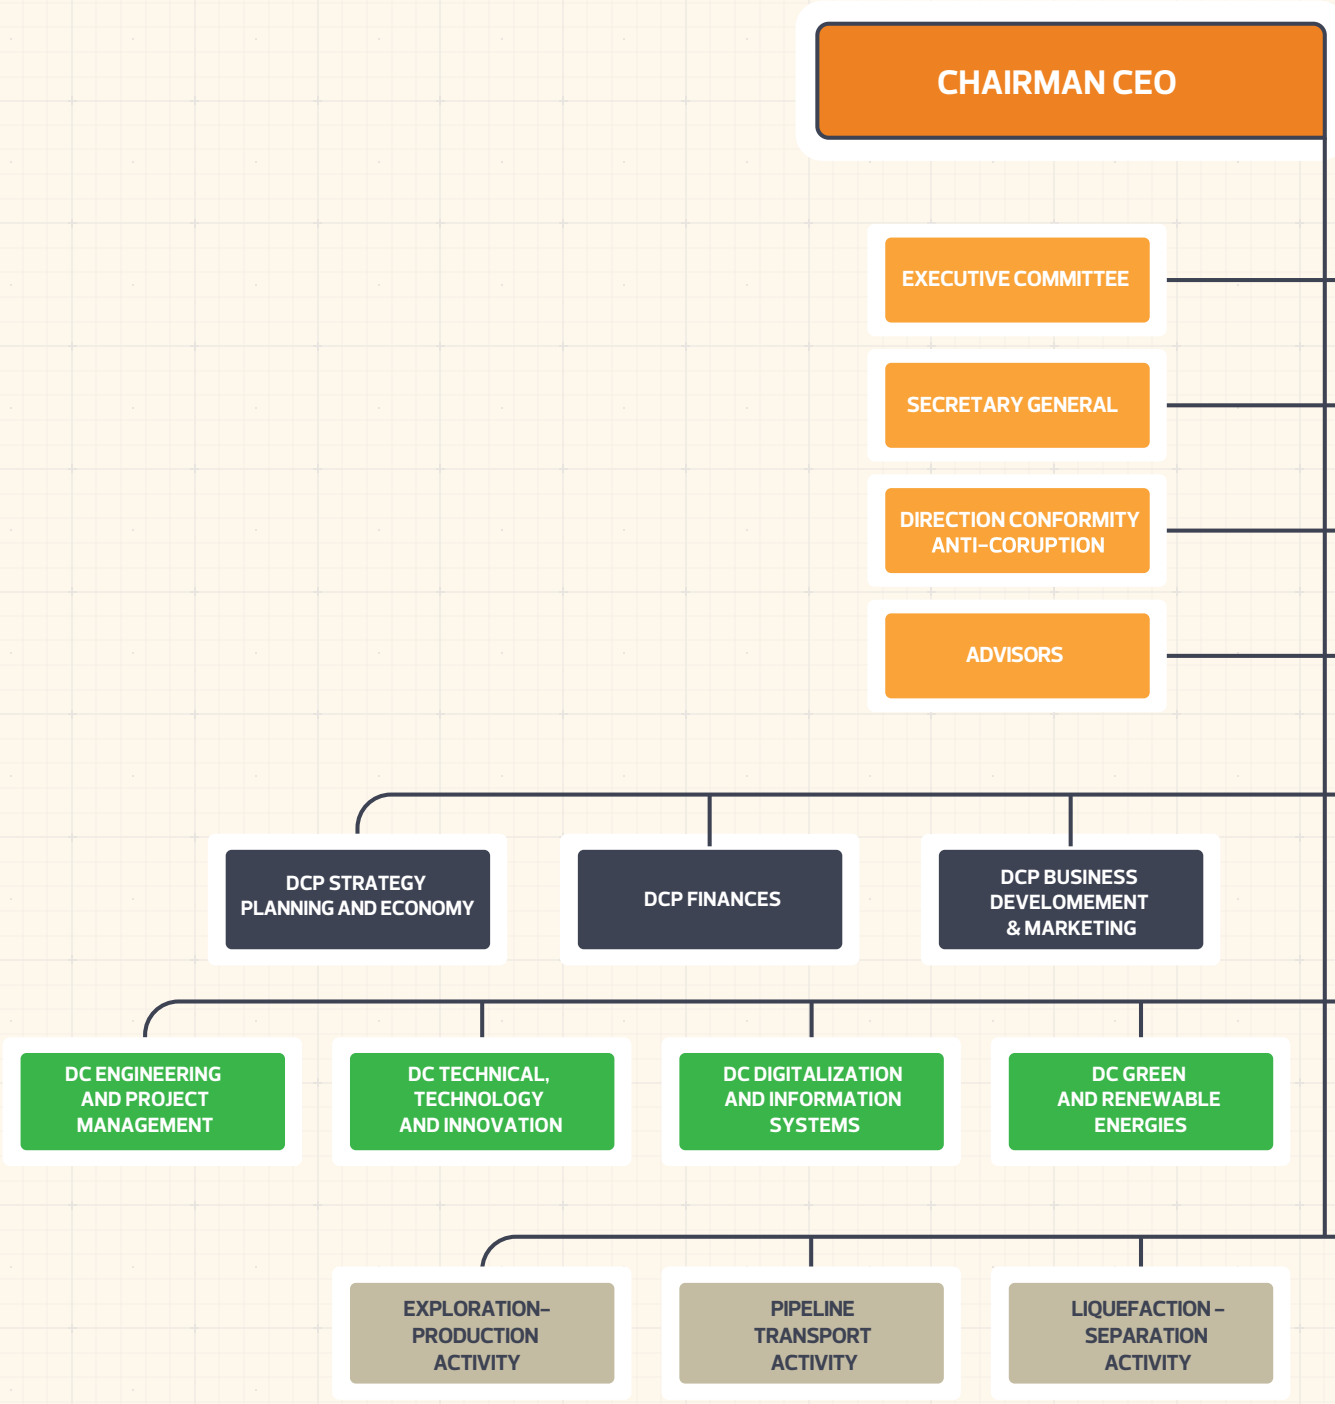 CHAIRMAN CEO
EXECUTIVE COMMITTEE
SECRETARY GENERAL
DIRECTION CONFORMITY
ANTI-CORUPTION
ADVISORS
DCP STRATEGY
PLANNING AND ECONOMY
DCP FINANCES
DCP BUSINESS
DEVELOMEMENT
& MARKETING
DC ENGINEERING
AND PROJECT
MANAGEMENT
DC TECHNICAL,
TECHNOLOGY
AND INNOVATION
DC DIGITALIZATION
AND INFORMATION
SYSTEMS
DC GREEN
AND RENEWABLE
ENERGIES
EXPLORATION-
PRODUCTION
ACTIVITY
PIPELINE
TRANSPORT
ACTIVITY
LIQUEFACTION -
SEPARATION
ACTIVITY